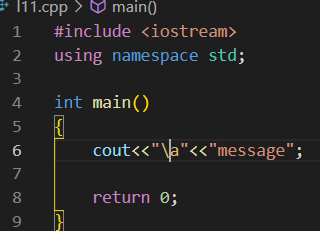 l11.cpp > main()
1 #include <iostream>
2 using namespace std;
3
4 int main()
5 {
6     cout<<"\a"<<"message";
7
8     return 0;
9 }